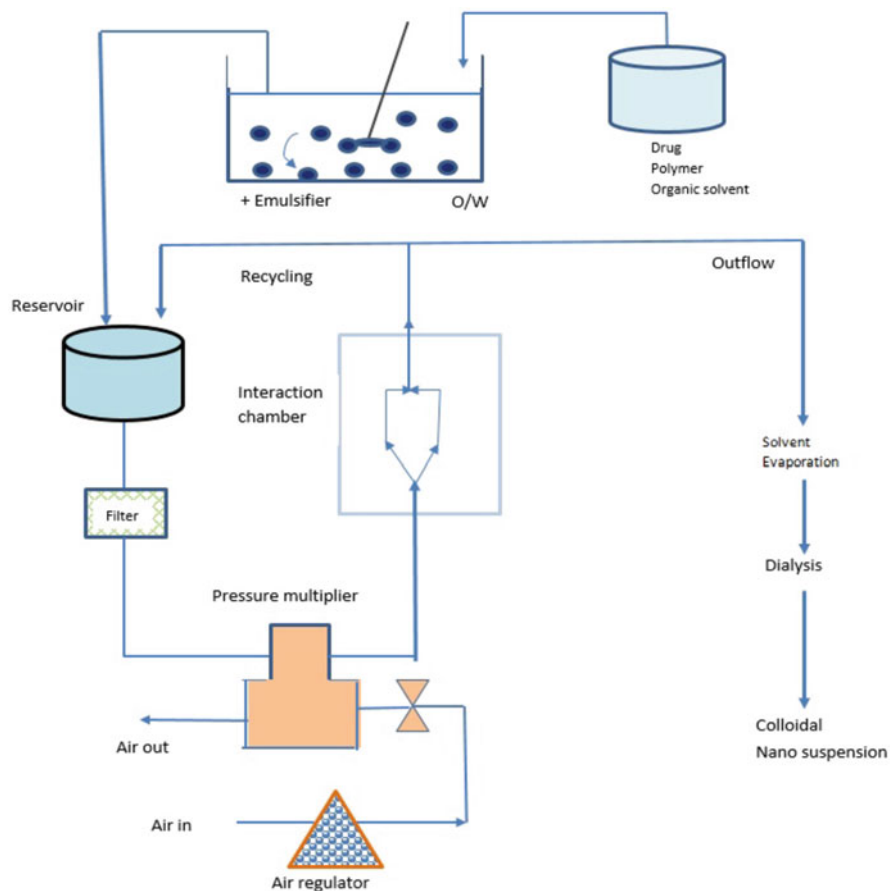 Drug
Polymer
Organic solvent
+ Emulsifier
O/W
Recycling
Outflow
Reservoir
Interaction
chamber
Solvent
Evaporation
Filter
Dialysis
Pressure multiplier
Colloidal
Nano suspension
Air out
Air in
Air regulator